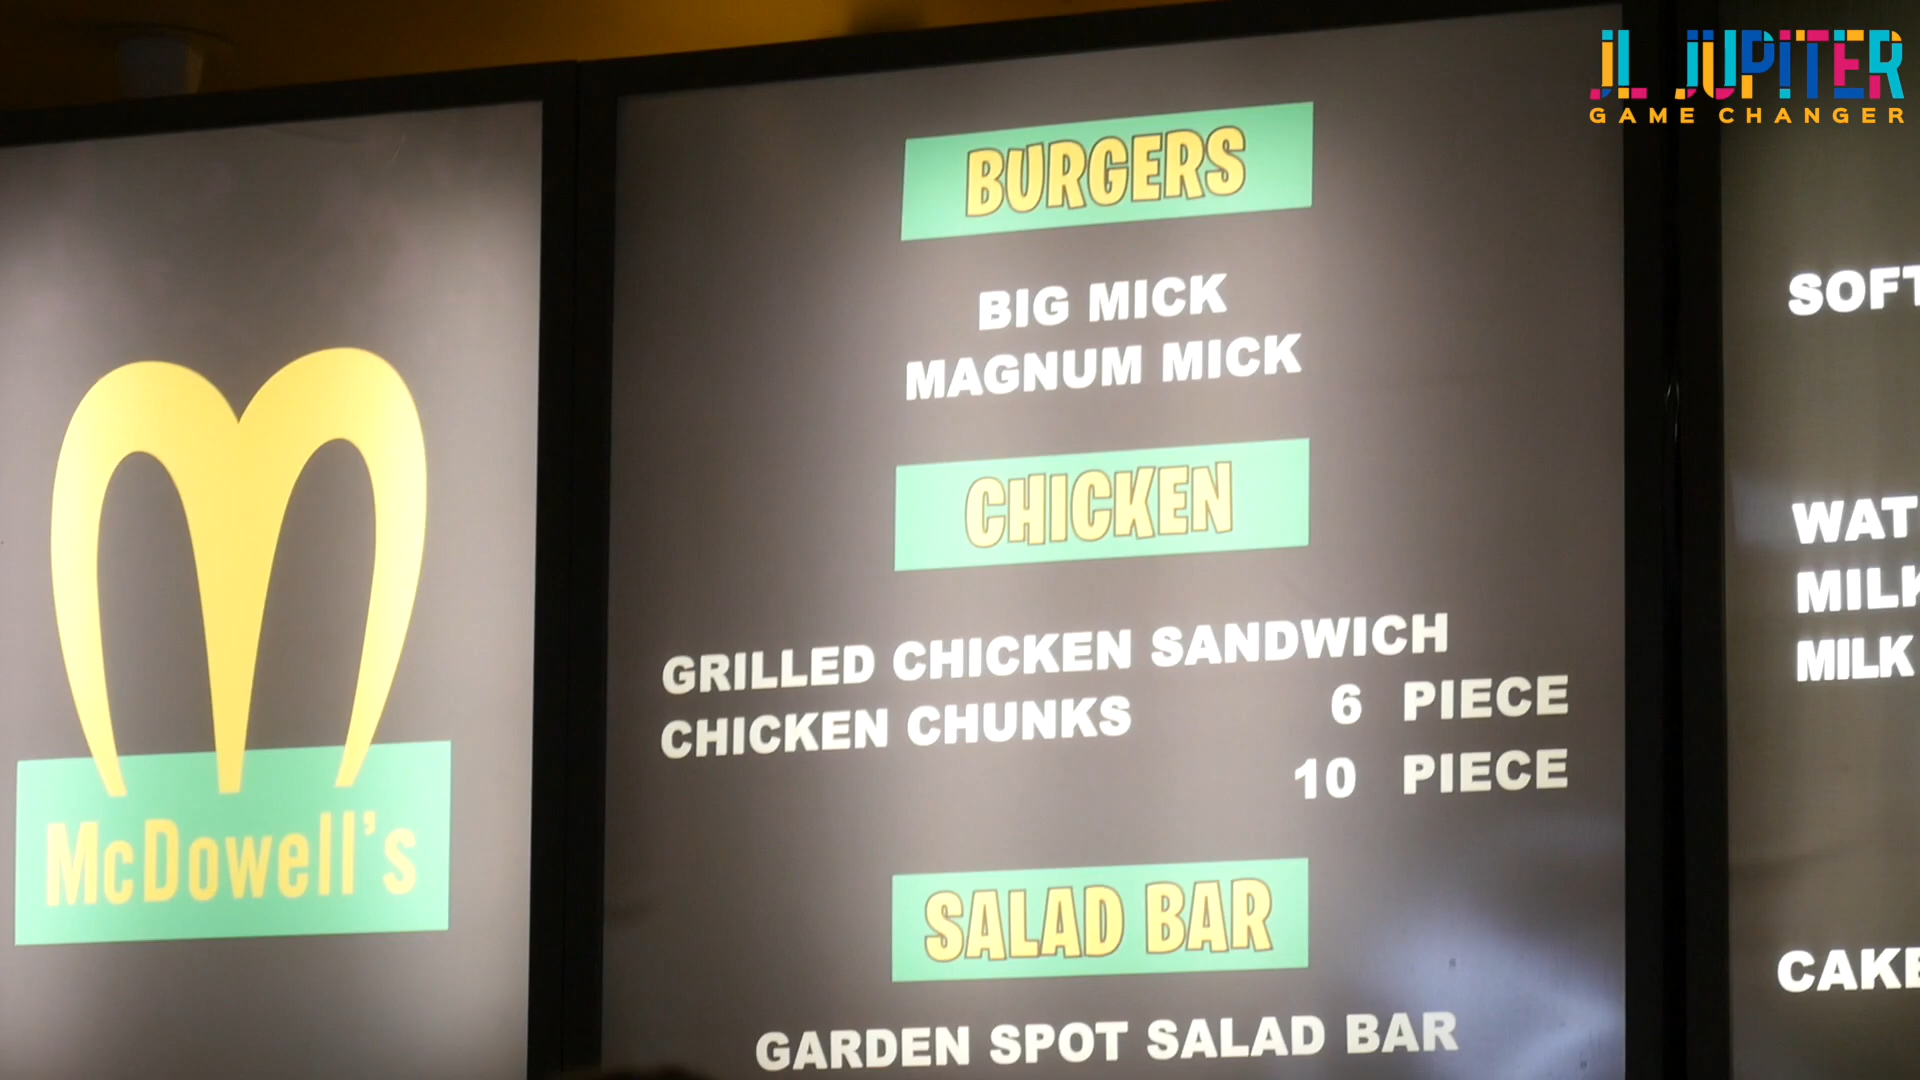 JL JUPITER
GAME CHANGER
McDowell's
BURGERS
BIG MICK
MAGNUM MICK
CHICKEN
GRILLED CHICKEN SANDWICH
CHICKEN CHUNKS 6 PIECE
10 PIECE
SALAD BAR
GARDEN SPOT SALAD BAR
MILK